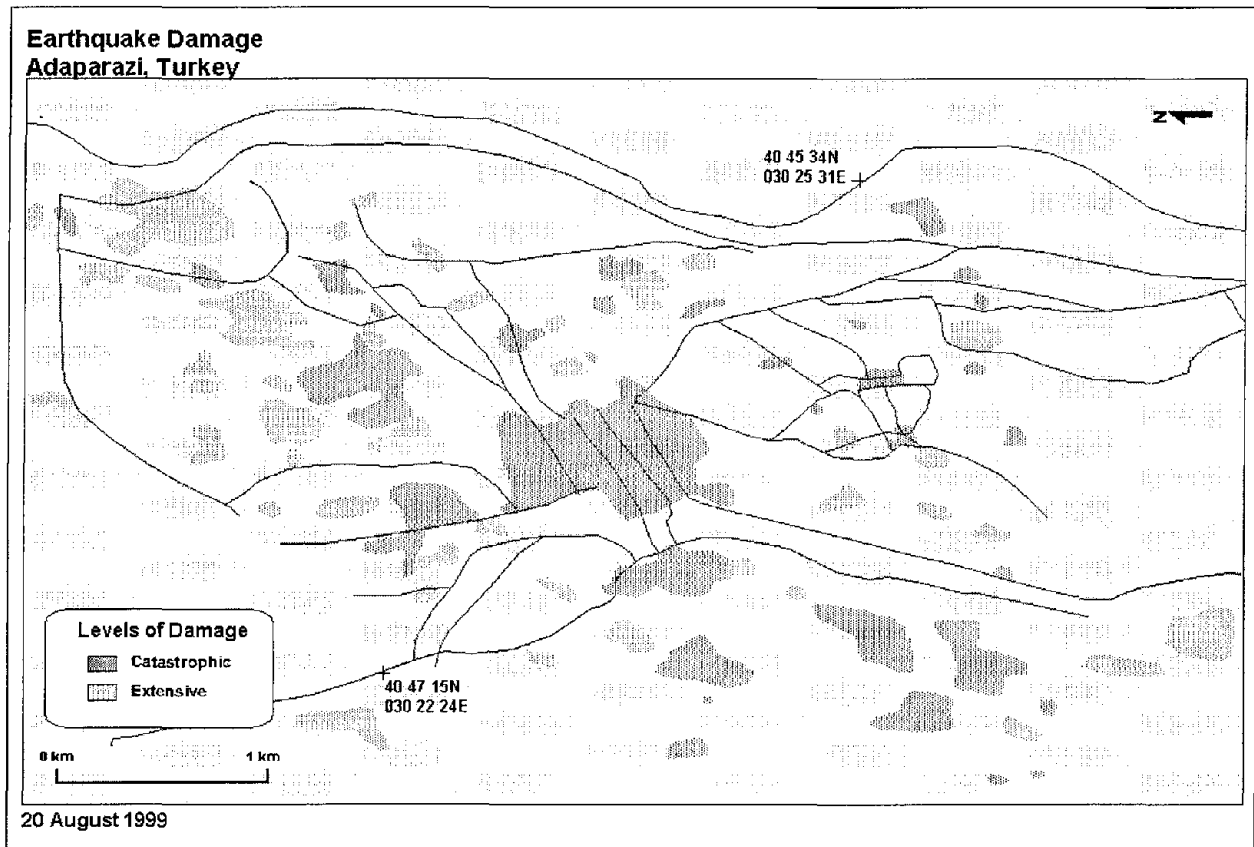 Earthquake Damage
Adaparazi, Turkey
N
40 45 34N
030 25 31E
Levels of Damage
Catastrophic
Extensive
40 47 15N
030 22 24E
0 km 1 km
20 August 1999